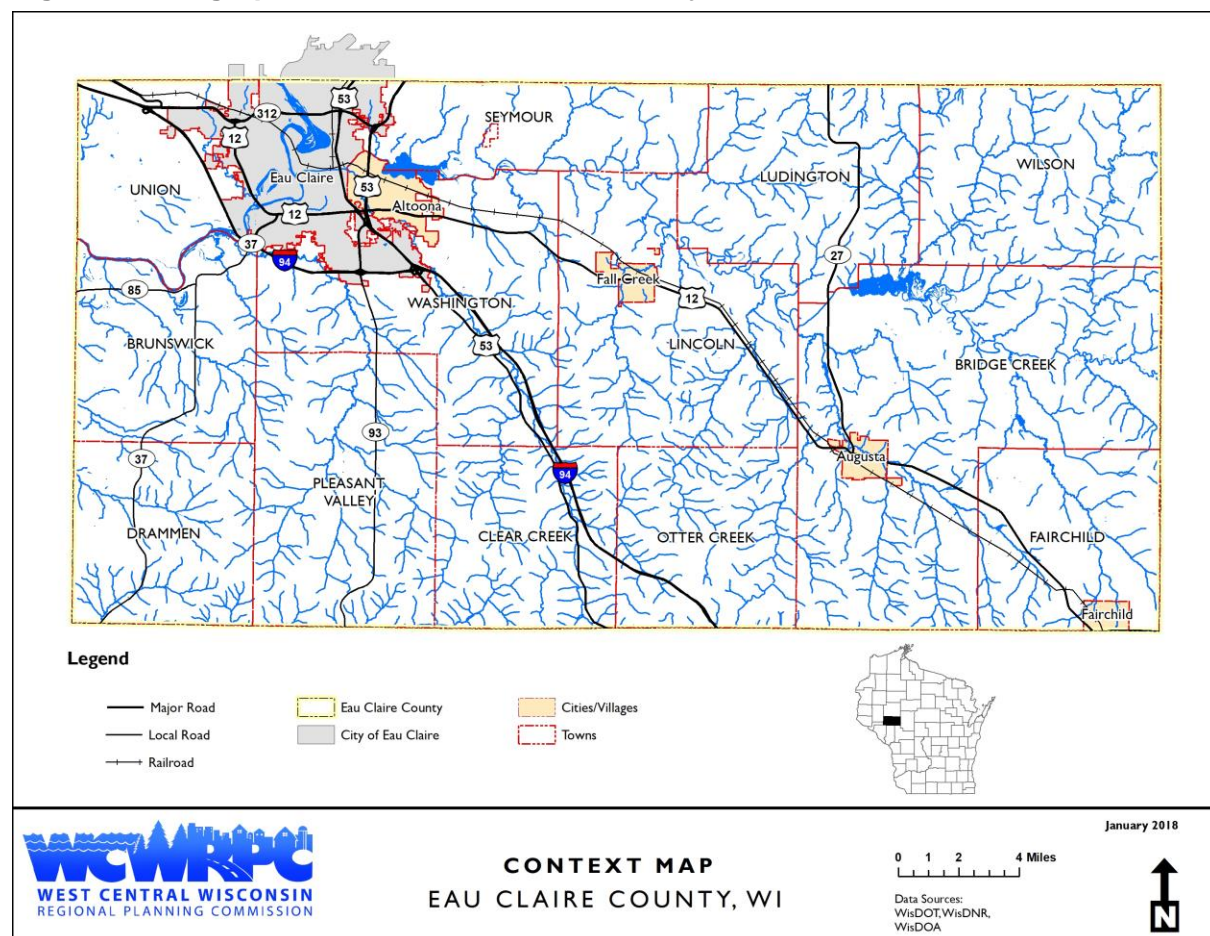 53
312
SEYMOUR
12
WILSON
Eau Claire
LUDINGTON
UNION
53
Altoona
12
37
27
94
Fall Creek
85
12
WASHINGTON
BRUNSWICK
53
LINCOLN
BRIDGE CREEK
93
37
Augusta
94
PLEASANT
VALLEY
DRAMMEN
CLEAR CREEK
OTTER CREEK
FAIRCHILD
Fairchild
Legend
Major Road
Eau Claire County
Cities/Villages
Local Road
City of Eau Claire
Towns
Railroad
January 2018
WCWRPC
WEST CENTRAL WISCONSIN
REGIONAL PLANNING COMMISSION
CONTEXT MAP
EAU CLAIRE COUNTY, WI
0 1 2 4 Miles
Data Sources:
WisDOT, WisDNR,
WisDOA
N